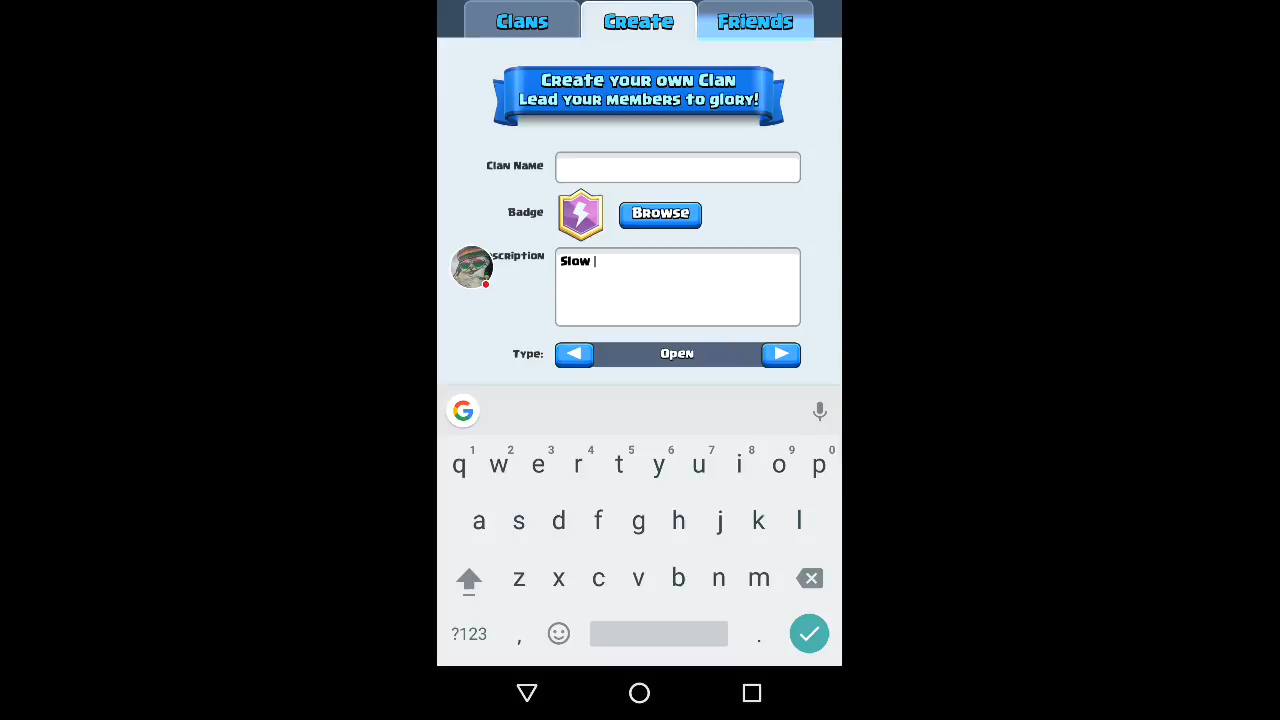 Clans Create Friends
Create your own Clan
Lead your members to glory!
Clan Name
Badge Browse
scription Slow
Type: Open
G
1 2 3 4 5 6 7 8 9 0
q w e r t y u i o p
a s d f g h j k l
z x c v b n m
?123 , .